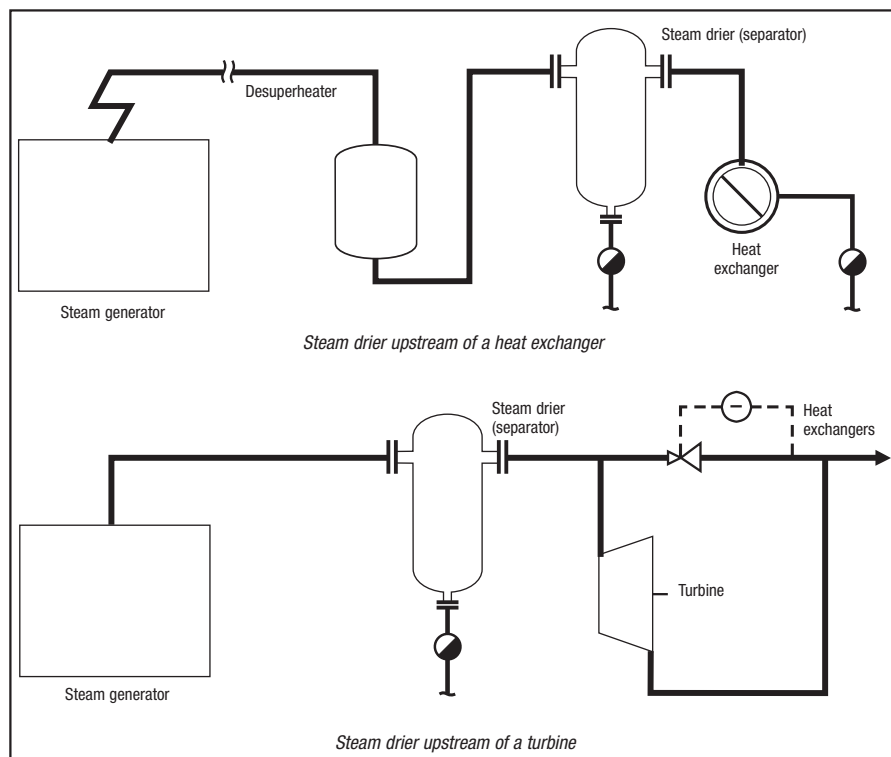 Steam drier (separator)
Desuperheater
Heat
exchanger
Steam generator
Steam drier upstream of a heat exchanger
Steam drier
(separator)
Heat
exchangers
Turbine
Steam generator
Steam drier upstream of a turbine